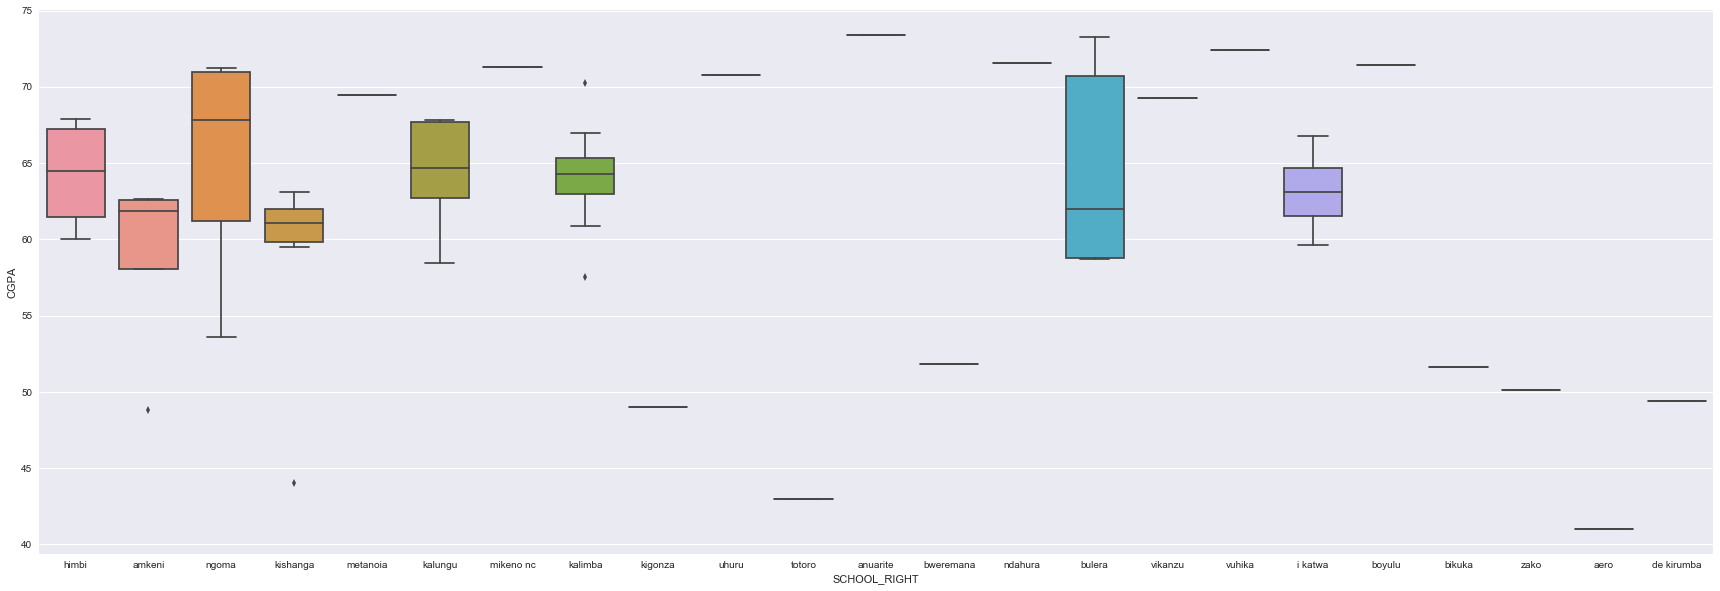 75
70
65
60
55
50
45
40
CGPA
himbi amkeni ngoma kishanga metanoia kalungu mikeno nc kalimba kigonza uhuru totoro anuarite bweremana ndahura bulera vikanzu vuhika i katwa boyulu bikuka zako aero de kirumba
SCHOOL_RIGHT